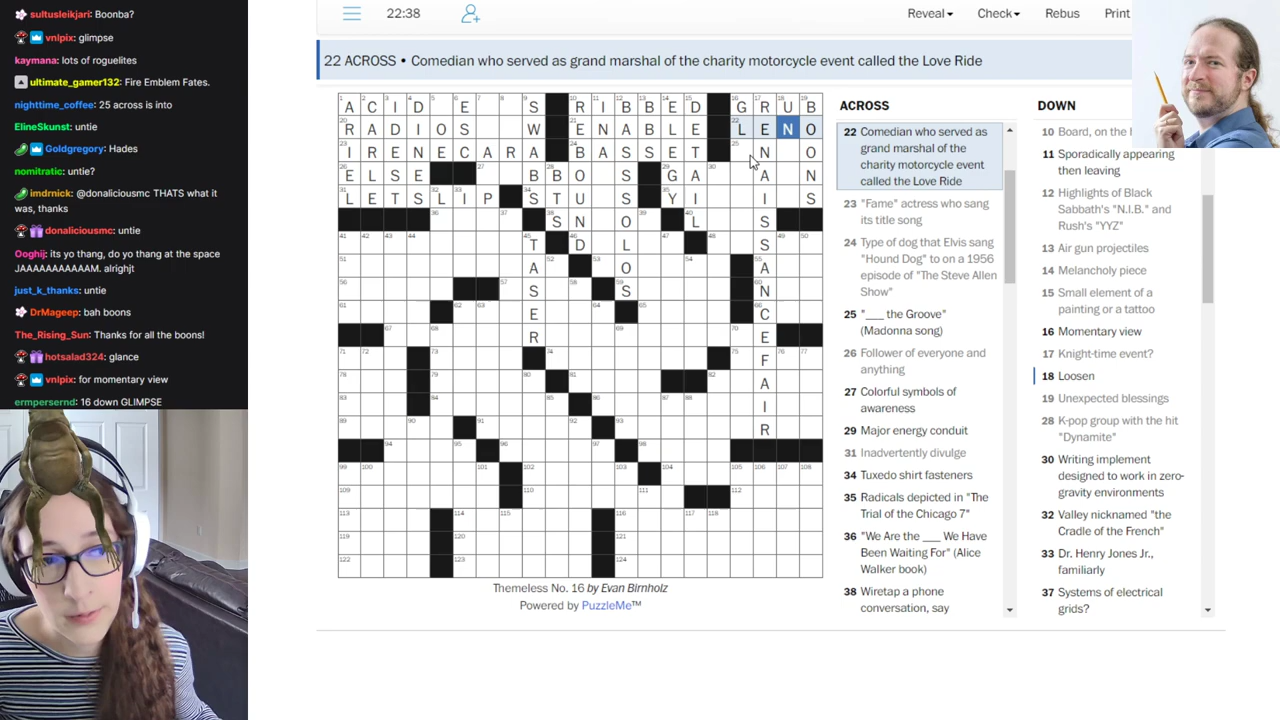 sultusleikjari: Boonba?
vnlpix: glimpse
kaymana: lots of roguelites
ultimate_gamer132: Fire Emblem Fates.
nighttime_coffee: 25 across is into
ElineSkunst: untie
Goldgregory: Hades
nomitratic: untie?
imdrnick: @donaliciousmc THATS what it
was, thanks
donaliciousmc: untie
Ooghij: its yo thang, do yo thang at the space
JAAAAAAAAAAM. alrighjt
just_k_thanks: untie
DrMageep: bah boons
The_Rising_Sun: Thanks for all the boons!
hotsalad324: glance
vnlpix: for momentary view
ermpersernd: 16 down GLIMPSE
22:38
Reveal
Check
Rebus
Print
22 ACROSS • Comedian who served as grand marshal of the charity motorcycle event called the Love Ride
A C I D E S R I B B E D G R U B
R A D I O S W E N A B L E L E N O
I R E N E C A R A B A S S E T N O
E L S E B O S G A A N
L E T S L I P S T U S Y I I S
N O L S
T D L S
A O A
S S N
E C
R E
F
A
I
R
Themeless No. 16 by Evan Birnholz
Powered by PuzzleMe™
ACROSS
22 Comedian who served as
grand marshal of the
charity motorcycle event
called the Love Ride
23 "Fame" actress who sang
its title song
24 Type of dog that Elvis sang
"Hound Dog" to on a 1956
episode of "The Steve Allen
Show"
25 "___ the Groove"
(Madonna song)
26 Follower of everyone and
anything
27 Colorful symbols of
awareness
29 Major energy conduit
31 Inadvertently divulge
34 Tuxedo shirt fasteners
35 Radicals depicted in "The
Trial of the Chicago 7"
36 "We Are the ___ We Have
Been Waiting For" (Alice
Walker book)
38 Wiretap a phone
conversation, say
DOWN
10 Board, on the
11 Sporadically appearing
then leaving
12 Highlights of Black
Sabbath's "N.I.B." and
Rush's "YYZ"
13 Air gun projectiles
14 Melancholy piece
15 Small element of a
painting or a tattoo
16 Momentary view
17 Knight-time event?
18 Loosen
19 Unexpected blessings
28 K-pop group with the hit
"Dynamite"
30 Writing implement
designed to work in zero-
gravity environments
32 Valley nicknamed "the
Cradle of the French"
33 Dr. Henry Jones Jr.,
familiarly
37 Systems of electrical
grids?